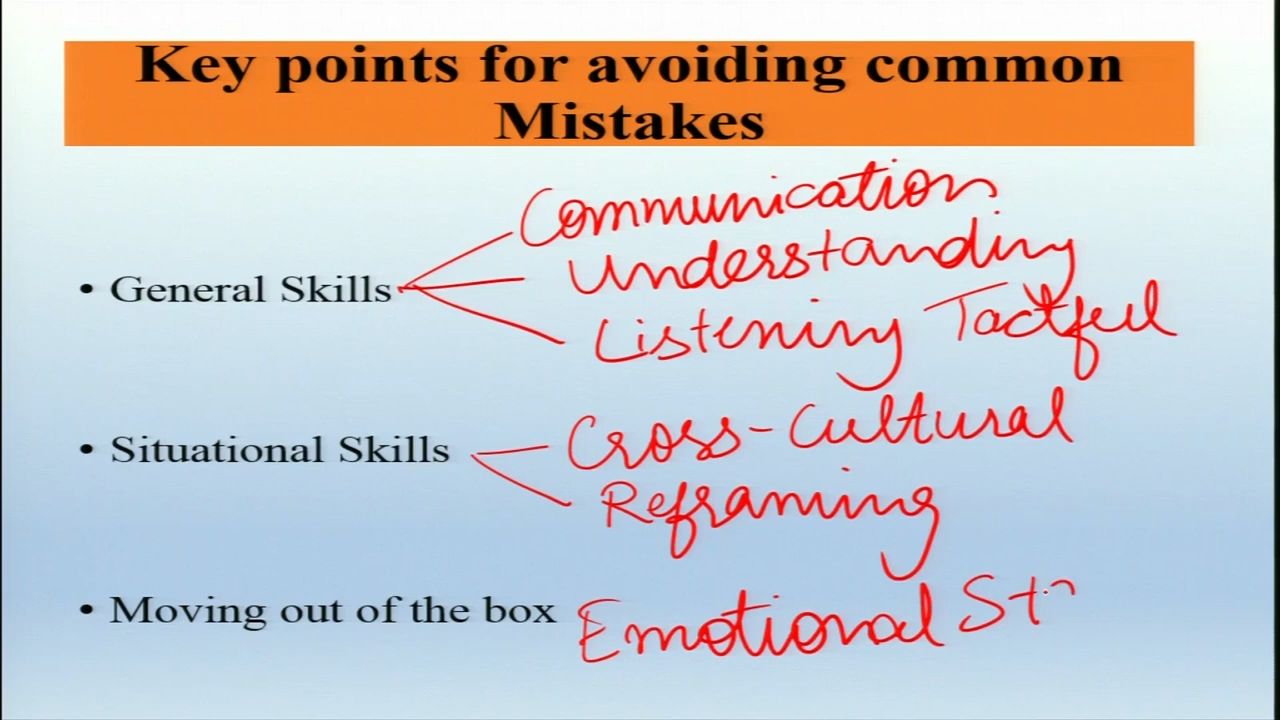 Key points for avoiding common
Mistakes
Communication
Understanding
• General Skills
Listening Tactful
Cross-Cultural
• Situational Skills
Reframing
• Moving out of the box Emotional